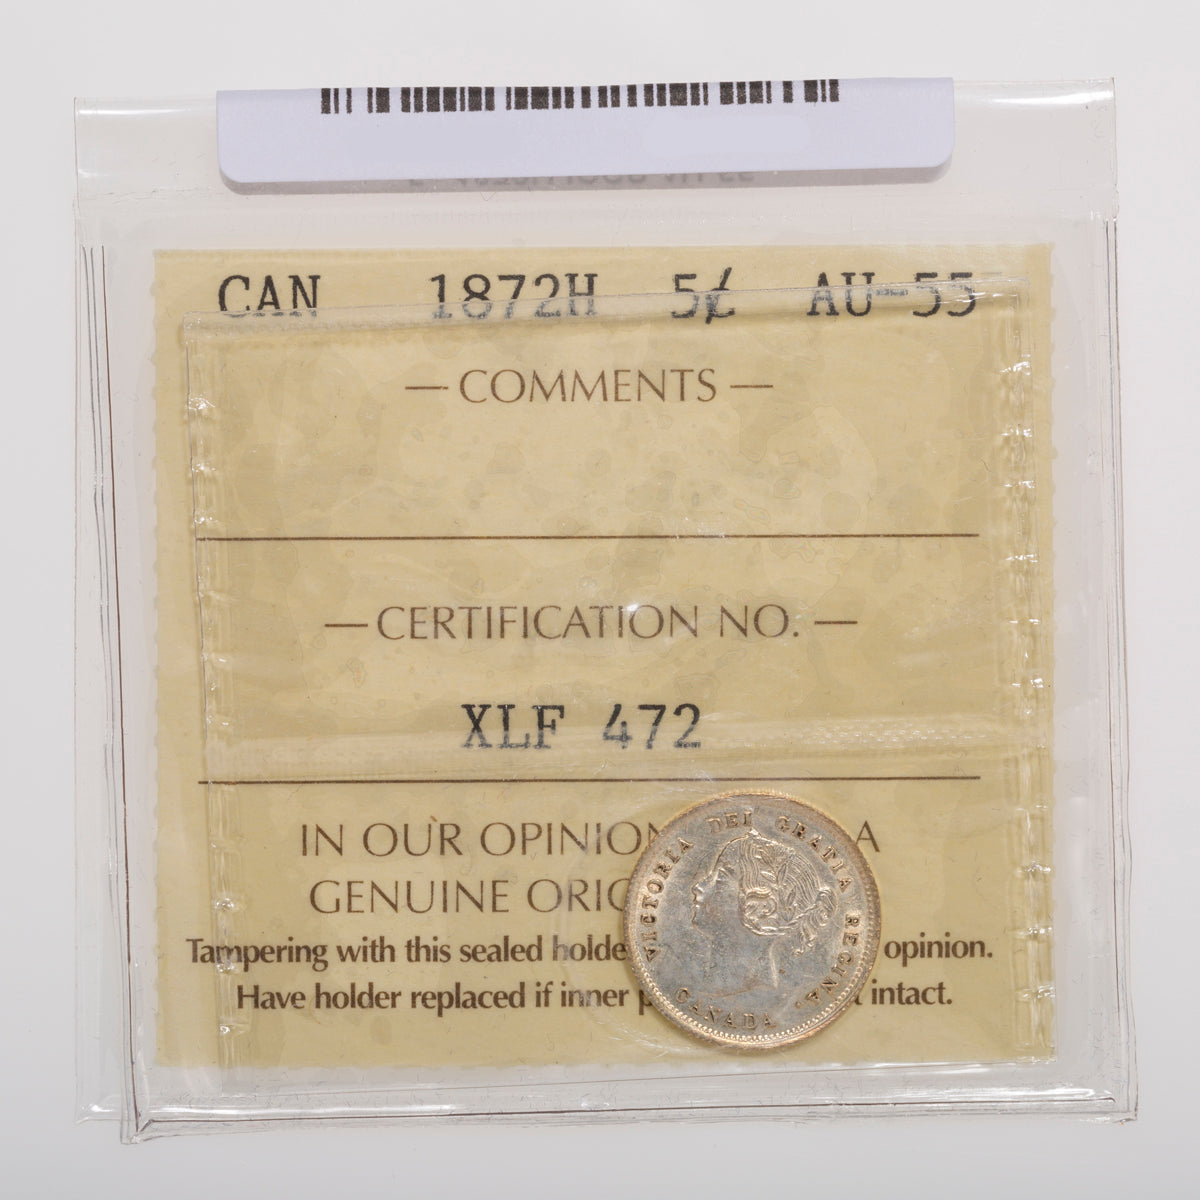 CAN 1872H 5¢ AU-55
— COMMENTS —
— CERTIFICATION NO. —
XLF 472
IN OUR OPINION A
GENUINE ORIG
Tampering with this sealed holde opinion.
Have holder replaced if inner p intact.
VICTORIA DEI GRATIA REGINA.
CANADA